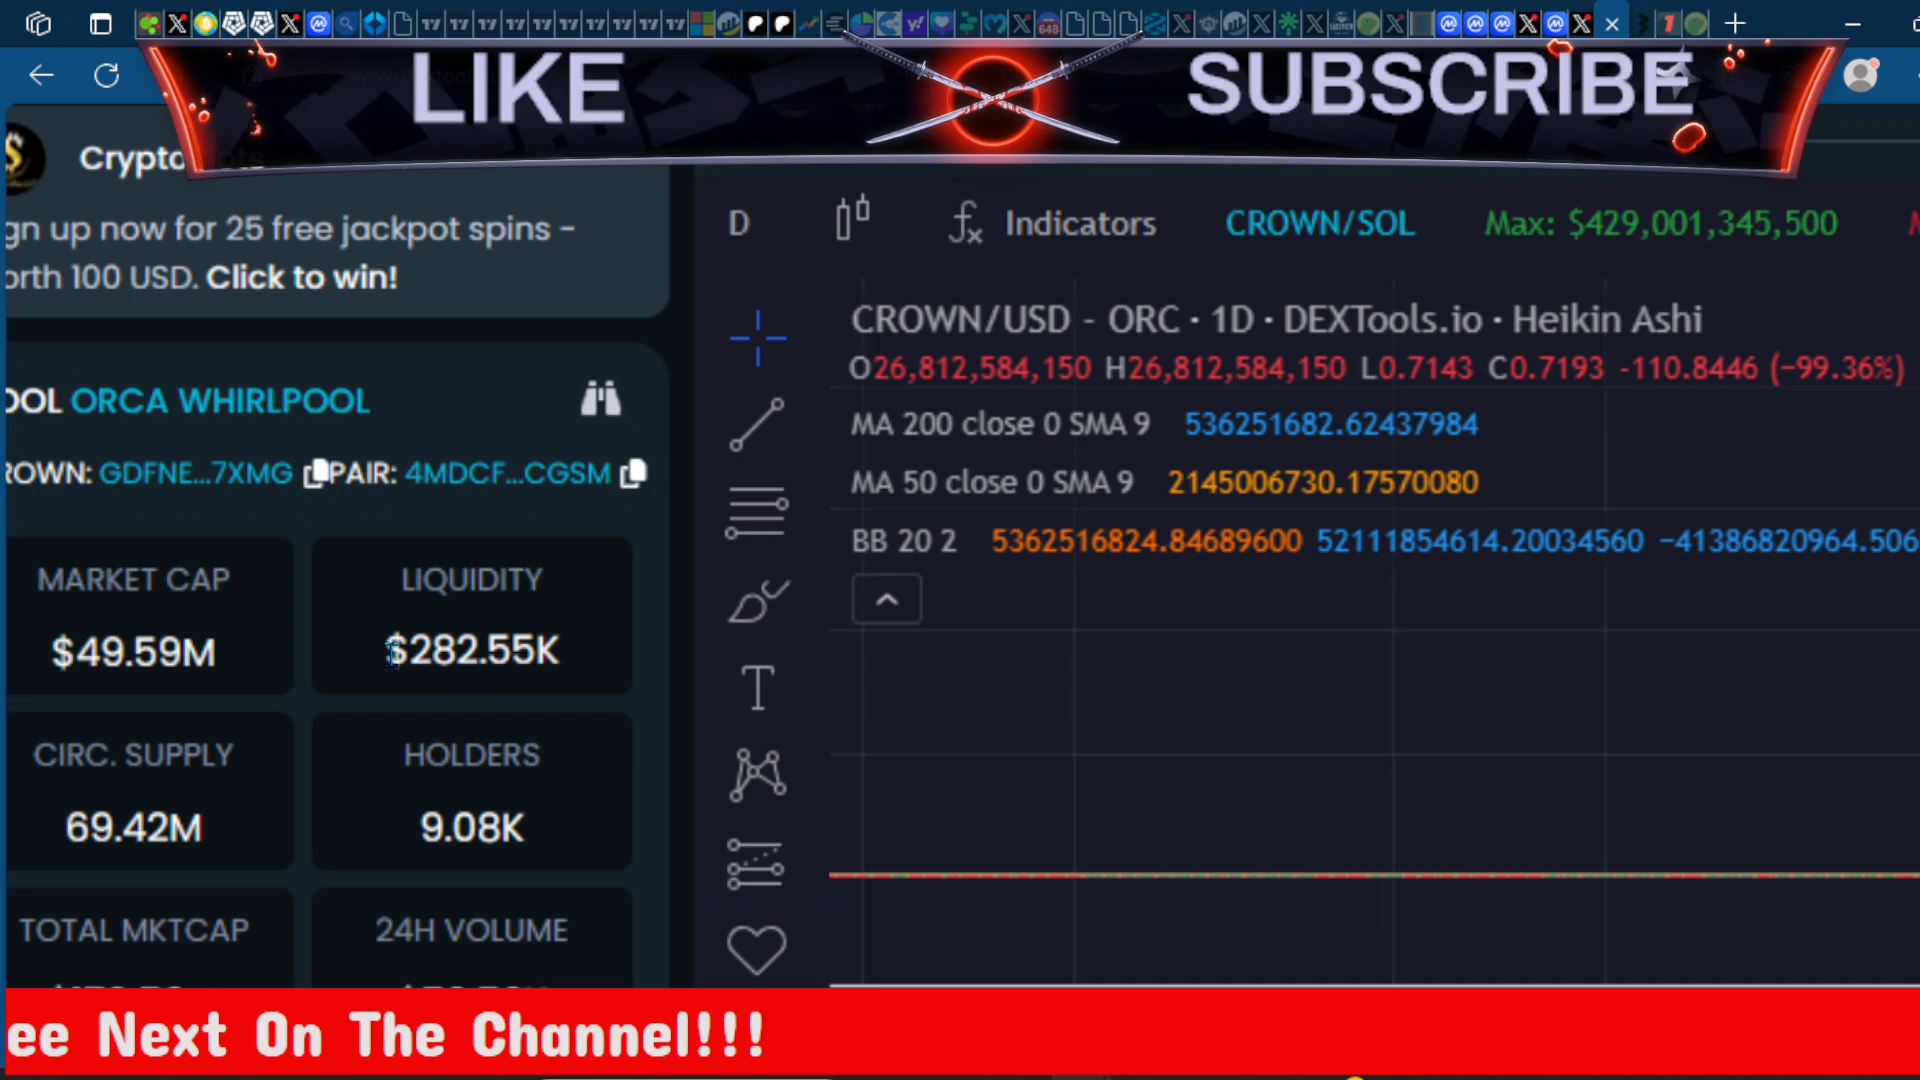 LIKE
SUBSCRIBE
Crypto
gn up now for 25 free jackpot spins -
orth 100 USD. Click to win!
D
Indicators
CROWN/SOL
Max: $429,001,345,500
CROWN/USD - ORC · 1D · DEXTools.io · Heikin Ashi
O26,812,584,150 H26,812,584,150 L0.7143 C0.7193 -110.8446 (-99.36%)
MA 200 close 0 SMA 9 536251682.62437984
MA 50 close 0 SMA 9 2145006730.17570080
BB 20 2 5362516824.84689600 52111854614.20034560 -41386820964.506
OOL ORCA WHIRLPOOL
ROWN: GDFNE...7XMG PAIR: 4MDCF...CGSM
MARKET CAP
$49.59M
LIQUIDITY
$282.55K
CIRC. SUPPLY
69.42M
HOLDERS
9.08K
TOTAL MKTCAP
24H VOLUME
ee Next On The Channel!!!